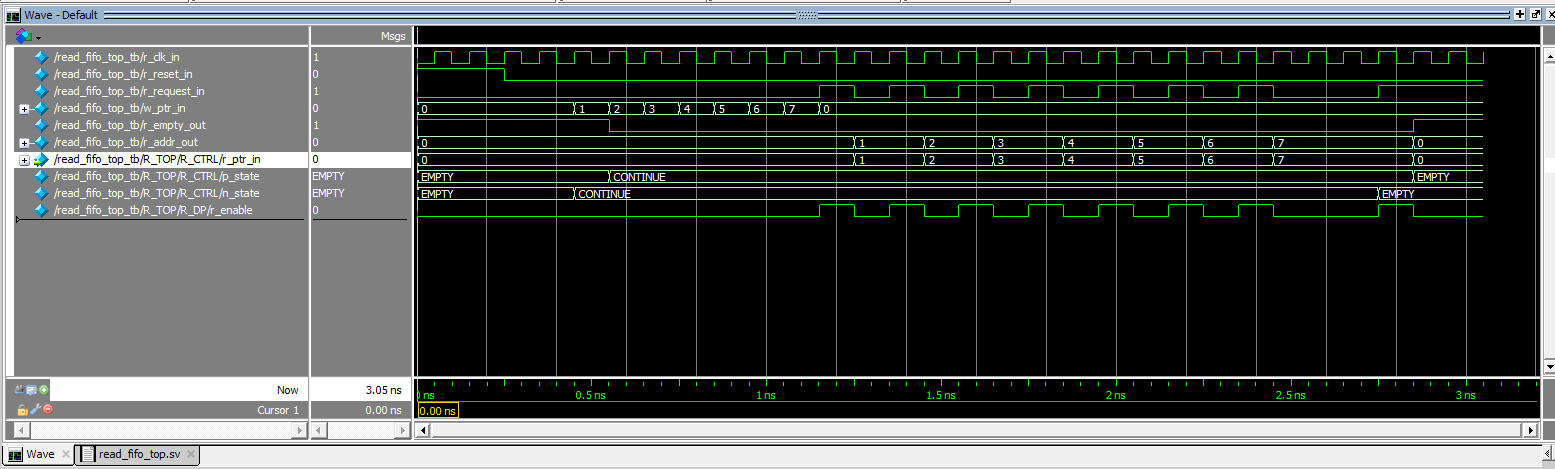 Wave - Default
Msgs
/read_fifo_top_tb/r_clk_in 1
/read_fifo_top_tb/r_reset_in 0
/read_fifo_top_tb/r_request_in 1
/read_fifo_top_tb/w_ptr_in 0 0 1 2 3 4 5 6 7 0
/read_fifo_top_tb/r_empty_out 1
/read_fifo_top_tb/r_addr_out 0 0 1 2 3 4 5 6 7 0
/read_fifo_top_tb/R_TOP/R_CTRL/r_ptr_in 0 0 1 2 3 4 5 6 7 0
/read_fifo_top_tb/R_TOP/R_CTRL/p_state EMPTY EMPTY CONTINUE EMPTY
/read_fifo_top_tb/R_TOP/R_CTRL/n_state EMPTY EMPTY CONTINUE EMPTY
/read_fifo_top_tb/R_TOP/R_DP/r_enable 0
Now 3.05 ns ns 0.5 ns 1 ns 1.5 ns 2 ns 2.5 ns 3 ns
Cursor 1 0.00 ns 0.00 ns
Wave read_fifo_top.sv